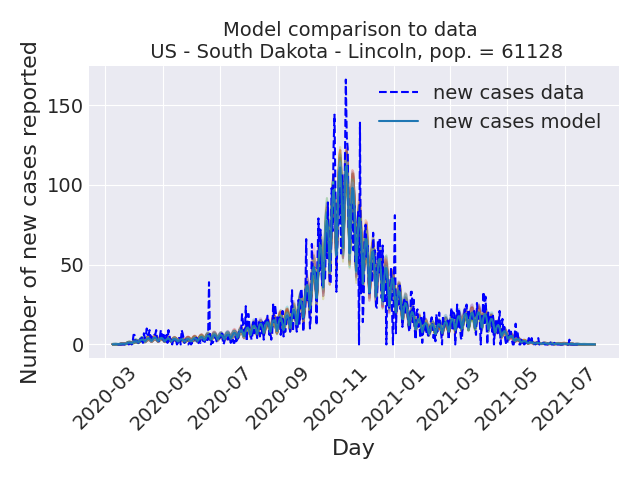 Model comparison to data
US - South Dakota - Lincoln, pop. = 61128
Number of new cases reported
150
100
50
0
new cases data
new cases model
2020-03
2020-05
2020-07
2020-09
2020-11
2021-01
2021-03
2021-05
2021-07
Day